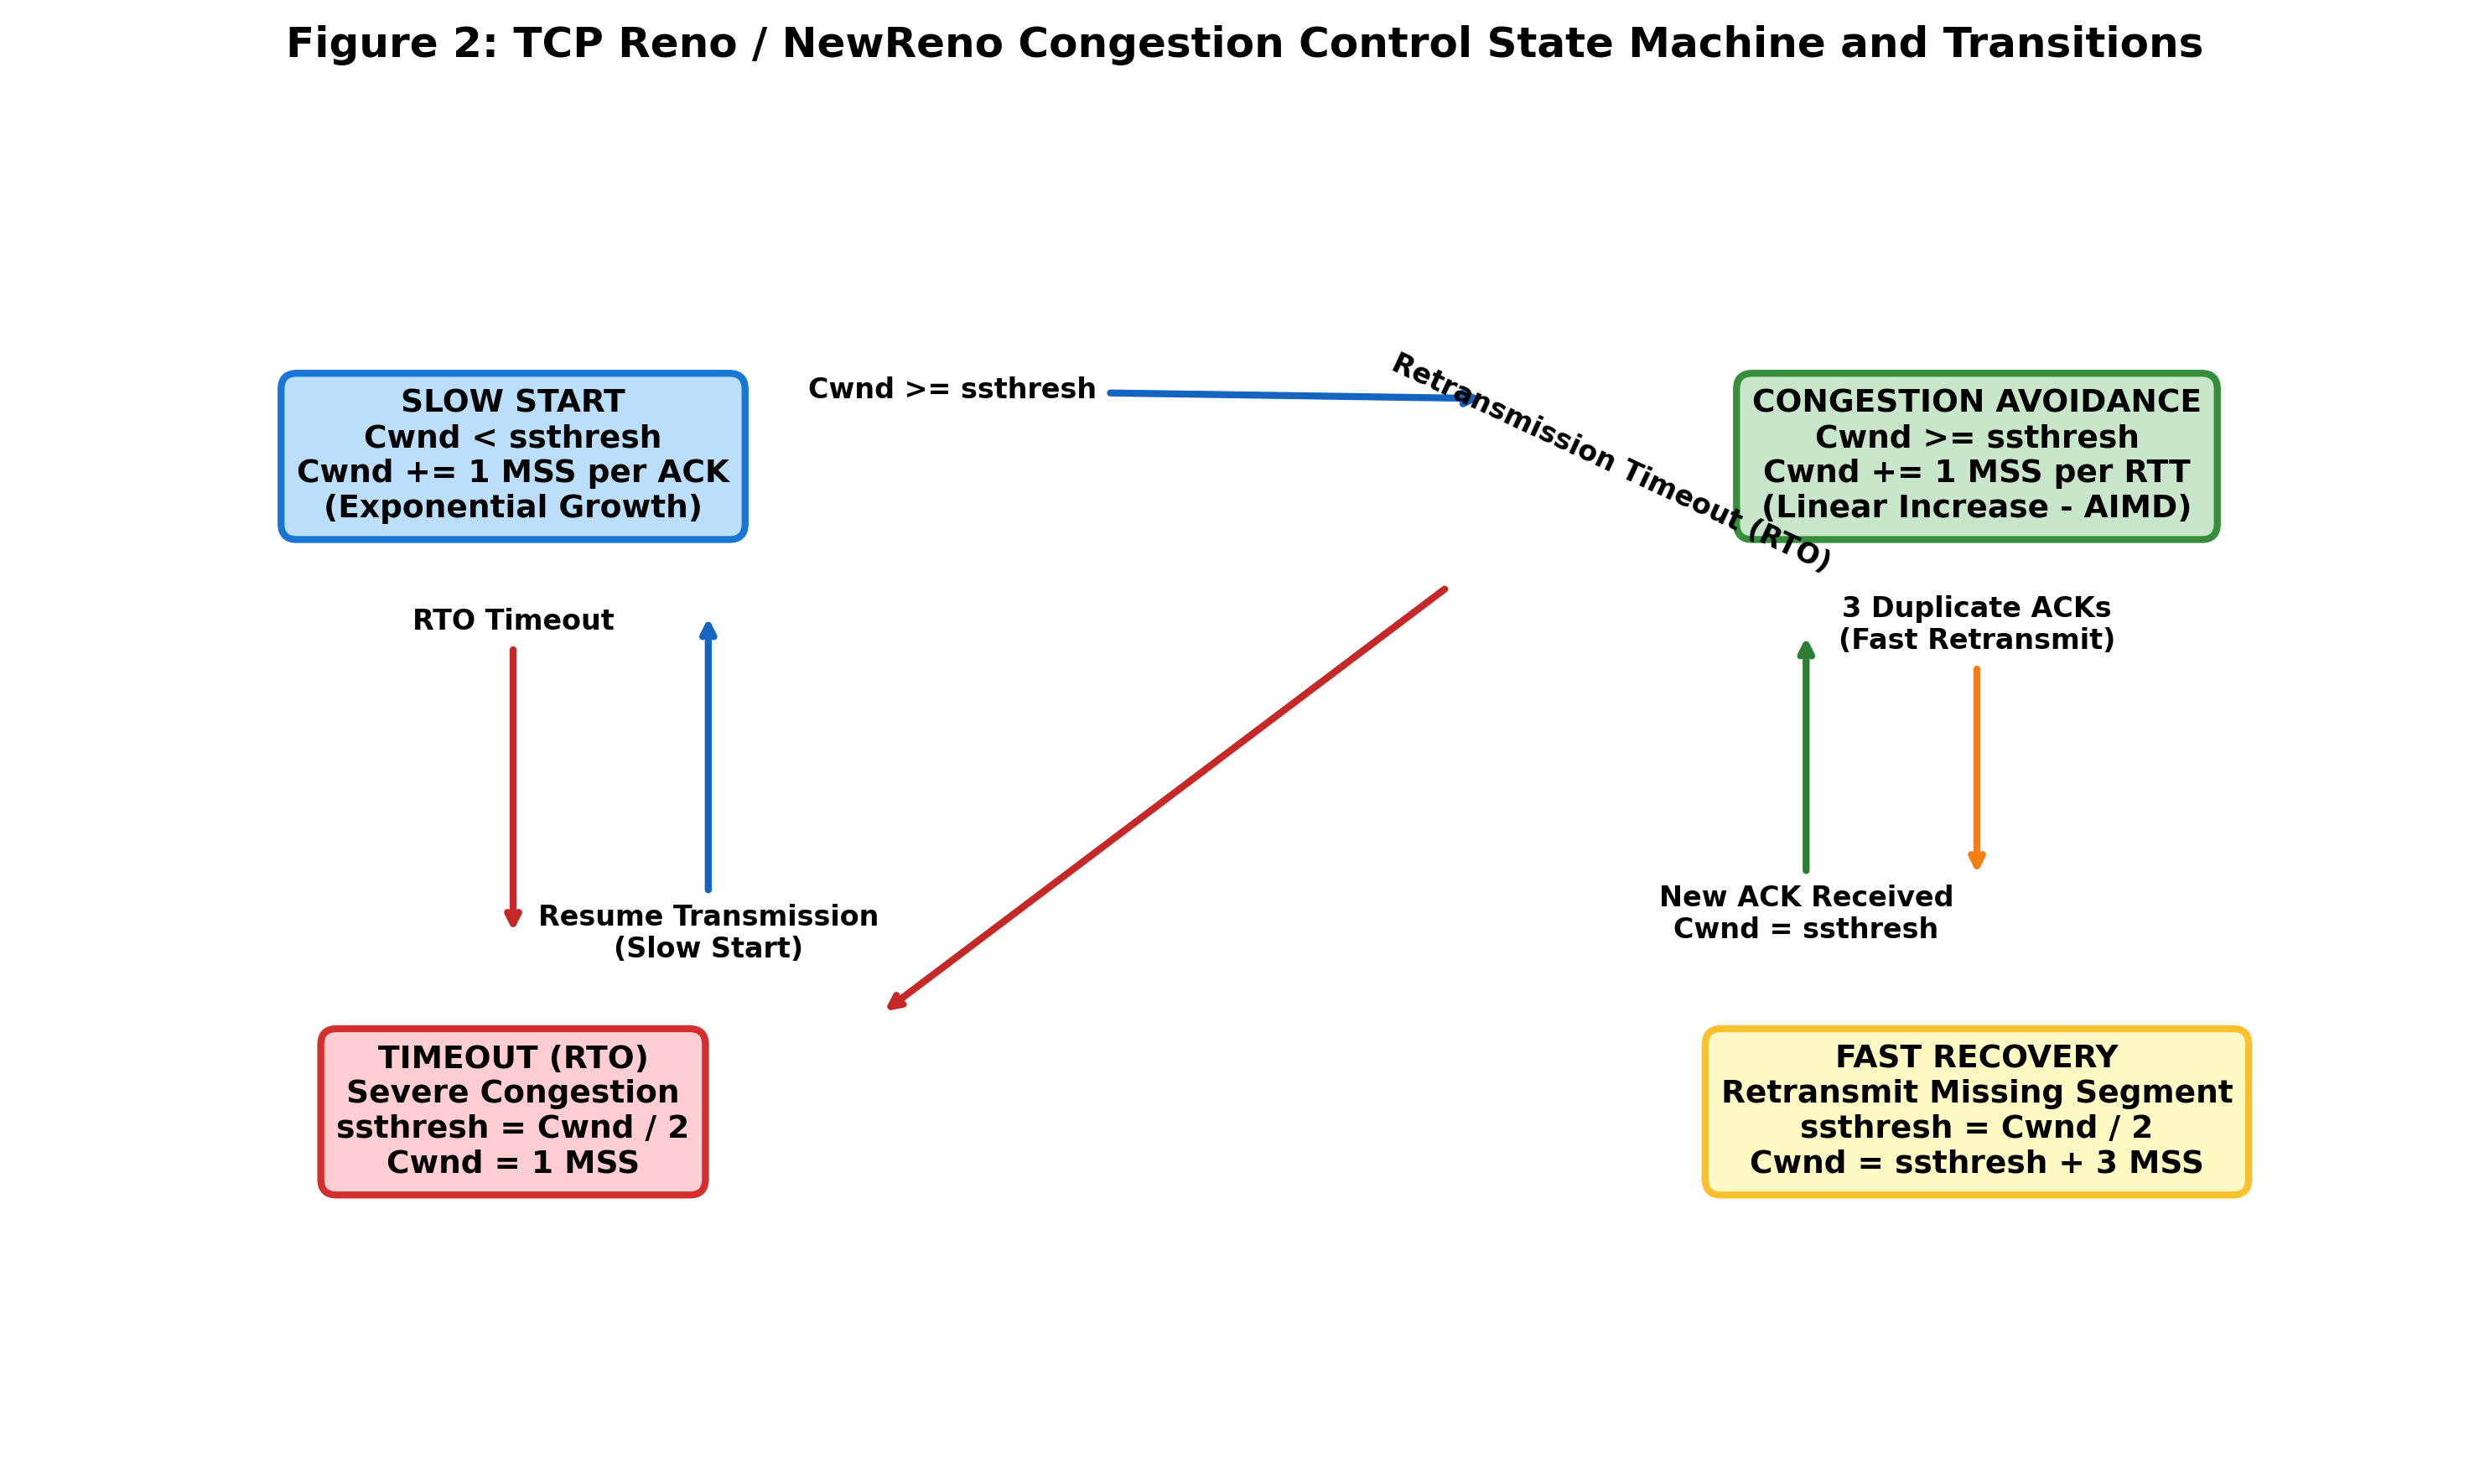 Figure 2: TCP Reno / NewReno Congestion Control State Machine and Transitions
SLOW START
Cwnd < ssthresh
Cwnd += 1 MSS per ACK
(Exponential Growth)
Cwnd >= ssthresh
Retransmission Timeout (RTO)
CONGESTION AVOIDANCE
Cwnd >= ssthresh
Cwnd += 1 MSS per RTT
(Linear Increase - AIMD)
RTO Timeout
3 Duplicate ACKs
(Fast Retransmit)
Resume Transmission
(Slow Start)
New ACK Received
Cwnd = ssthresh
TIMEOUT (RTO)
Severe Congestion
ssthresh = Cwnd / 2
Cwnd = 1 MSS
FAST RECOVERY
Retransmit Missing Segment
ssthresh = Cwnd / 2
Cwnd = ssthresh + 3 MSS